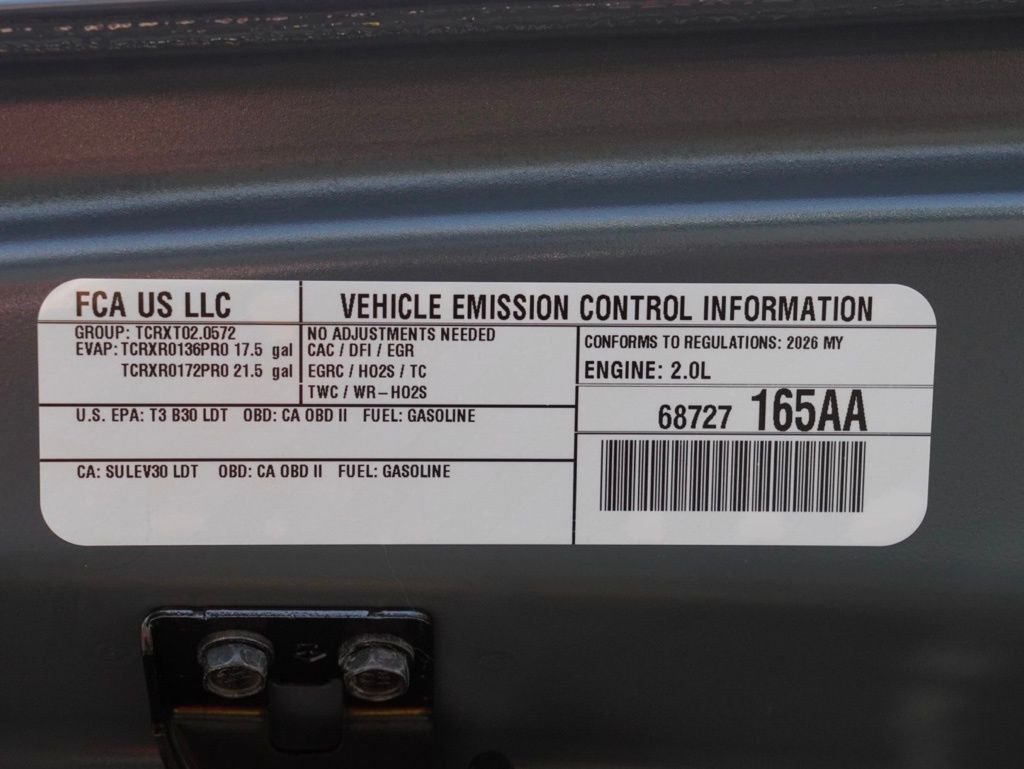 FCA US LLC
VEHICLE EMISSION CONTROL INFORMATION
GROUP: TCRXT02.0572
EVAP: TCRXR0136PR0 17.5 gal
TCRXR0172PR0 21.5 gal
NO ADJUSTMENTS NEEDED
CAC / DFI / EGR
EGRC / HO2S / TC
TWC / WR-HO2S
CONFORMS TO REGULATIONS: 2026 MY
ENGINE: 2.0L
68727 165AA
U.S. EPA: T3 B30 LDT OBD: CA OBD II FUEL: GASOLINE
CA: SULEV30 LDT OBD: CA OBD II FUEL: GASOLINE